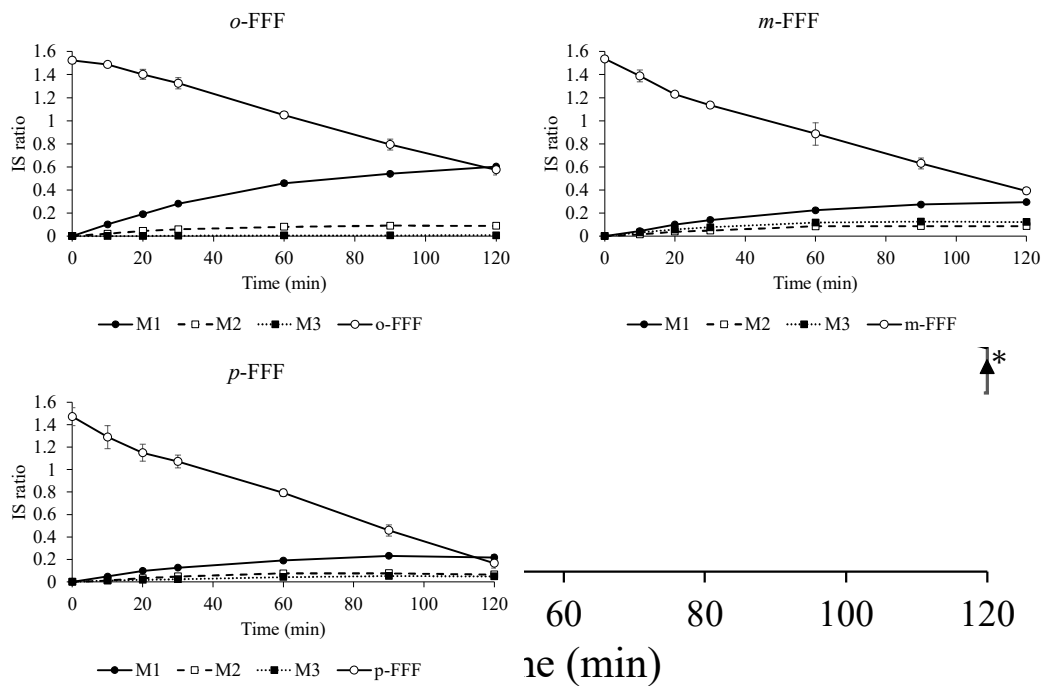 o-FFF
1.6
1.4
1.2
1
0.8
0.6
0.4
0.2
0
IS ratio
0 20 40 60 80 100 120
Time (min)
M1 M2 M3 o-FFF
m-FFF
1.6
1.4
1.2
1
0.8
0.6
0.4
0.2
0
IS ratio
0 20 40 60 80 100 120
Time (min)
M1 M2 M3 m-FFF
p-FFF
1.6
1.4
1.2
1
0.8
0.6
0.4
0.2
0
IS ratio
0 20 40 60 80 100 120
Time (min)
M1 M2 M3 p-FFF
*
60 80 100 120
(min)